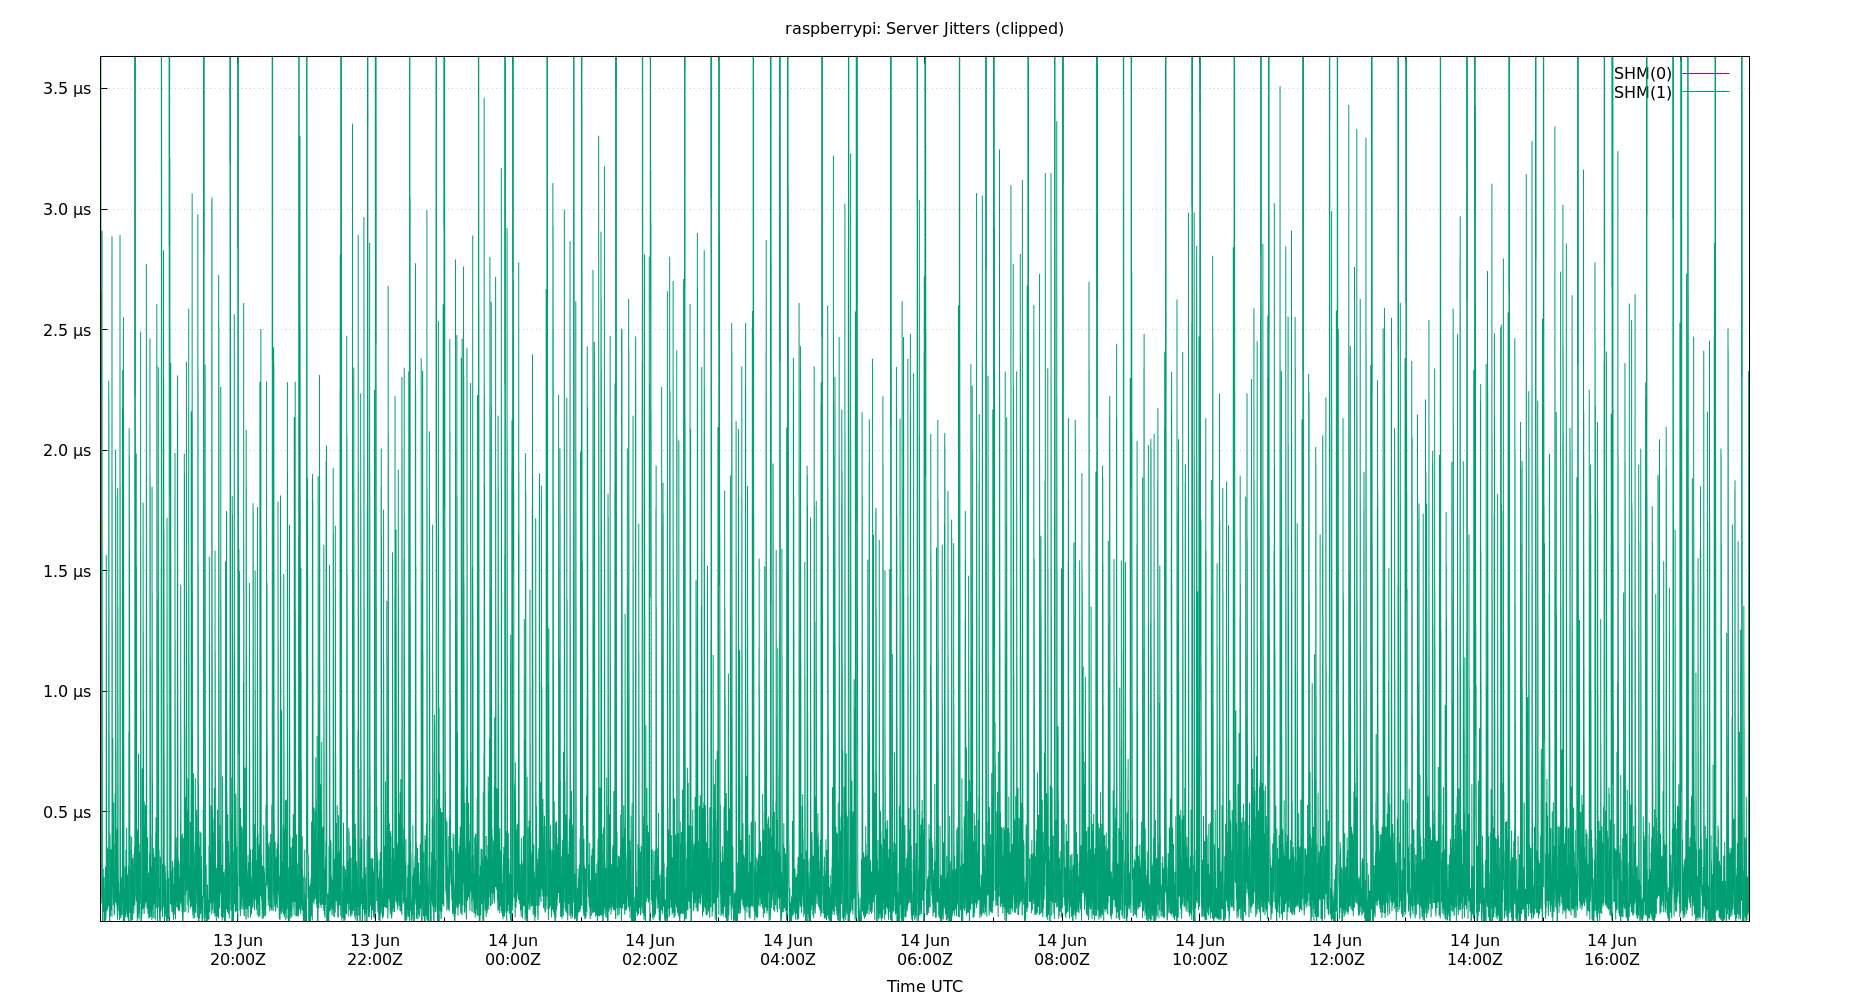 raspberrypi: Server Jitters (clipped)
SHM(0)
SHM(1)
3.5 µs
3.0 µs
2.5 µs
2.0 µs
1.5 µs
1.0 µs
0.5 µs
13 Jun 13 Jun 14 Jun 14 Jun 14 Jun 14 Jun 14 Jun 14 Jun 14 Jun 14 Jun 14 Jun
20:00Z 22:00Z 00:00Z 02:00Z 04:00Z 06:00Z 08:00Z 10:00Z 12:00Z 14:00Z 16:00Z
Time UTC